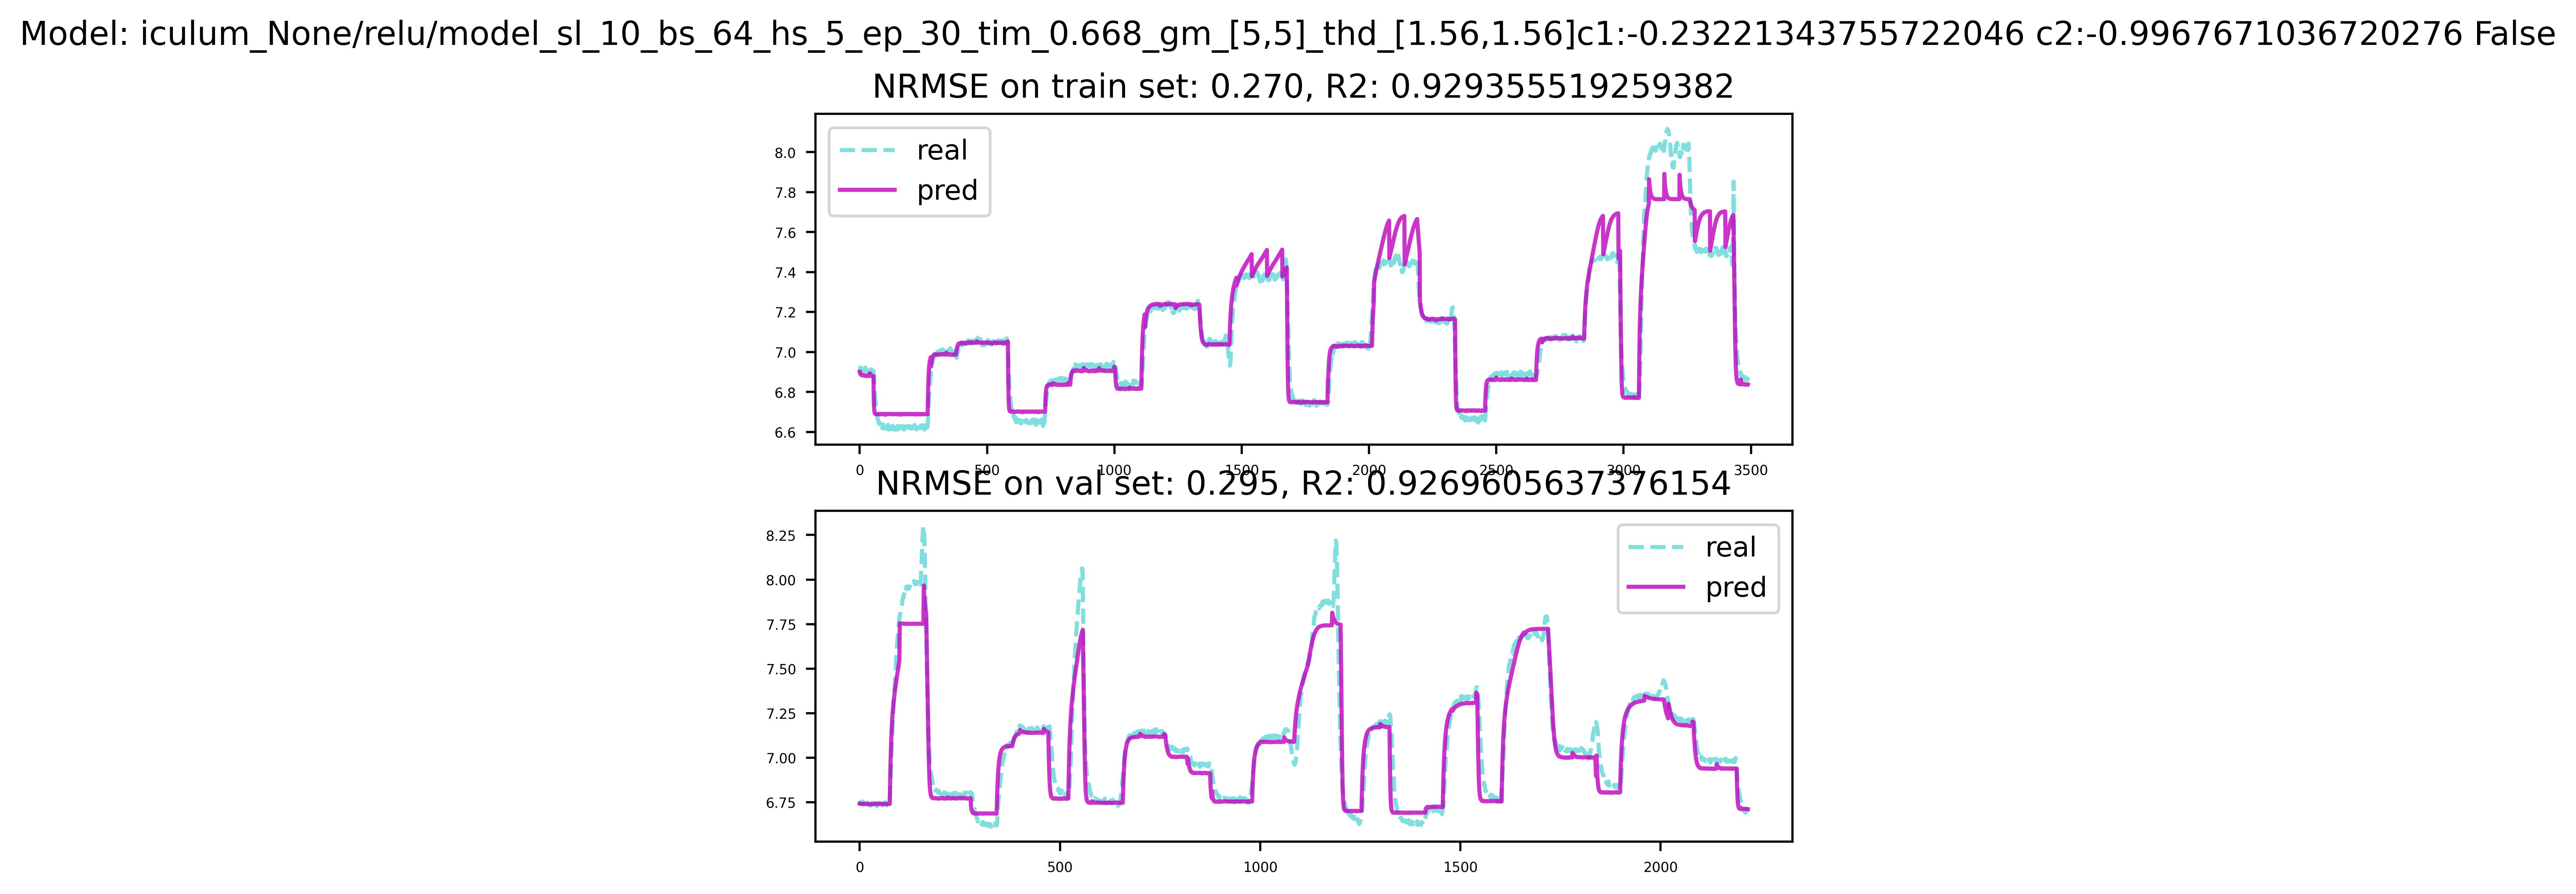 Model: iculum_None/relu/model_sl_10_bs_64_hs_5_ep_30_tim_0.668_gm_[5,5]_thd_[1.56,1.56]c1:-0.23221343755722046 c2:-0.9967671036720276 False
NRMSE on train set: 0.270, R2: 0.929355519259382
real
pred
8.0
7.8
7.6
7.4
7.2
7.0
6.8
6.6
0 500 1000 1500 2000 2500 3000 3500
NRMSE on val set: 0.295, R2: 0.9269605637376154
real
pred
8.25
8.00
7.75
7.50
7.25
7.00
6.75
0 500 1000 1500 2000